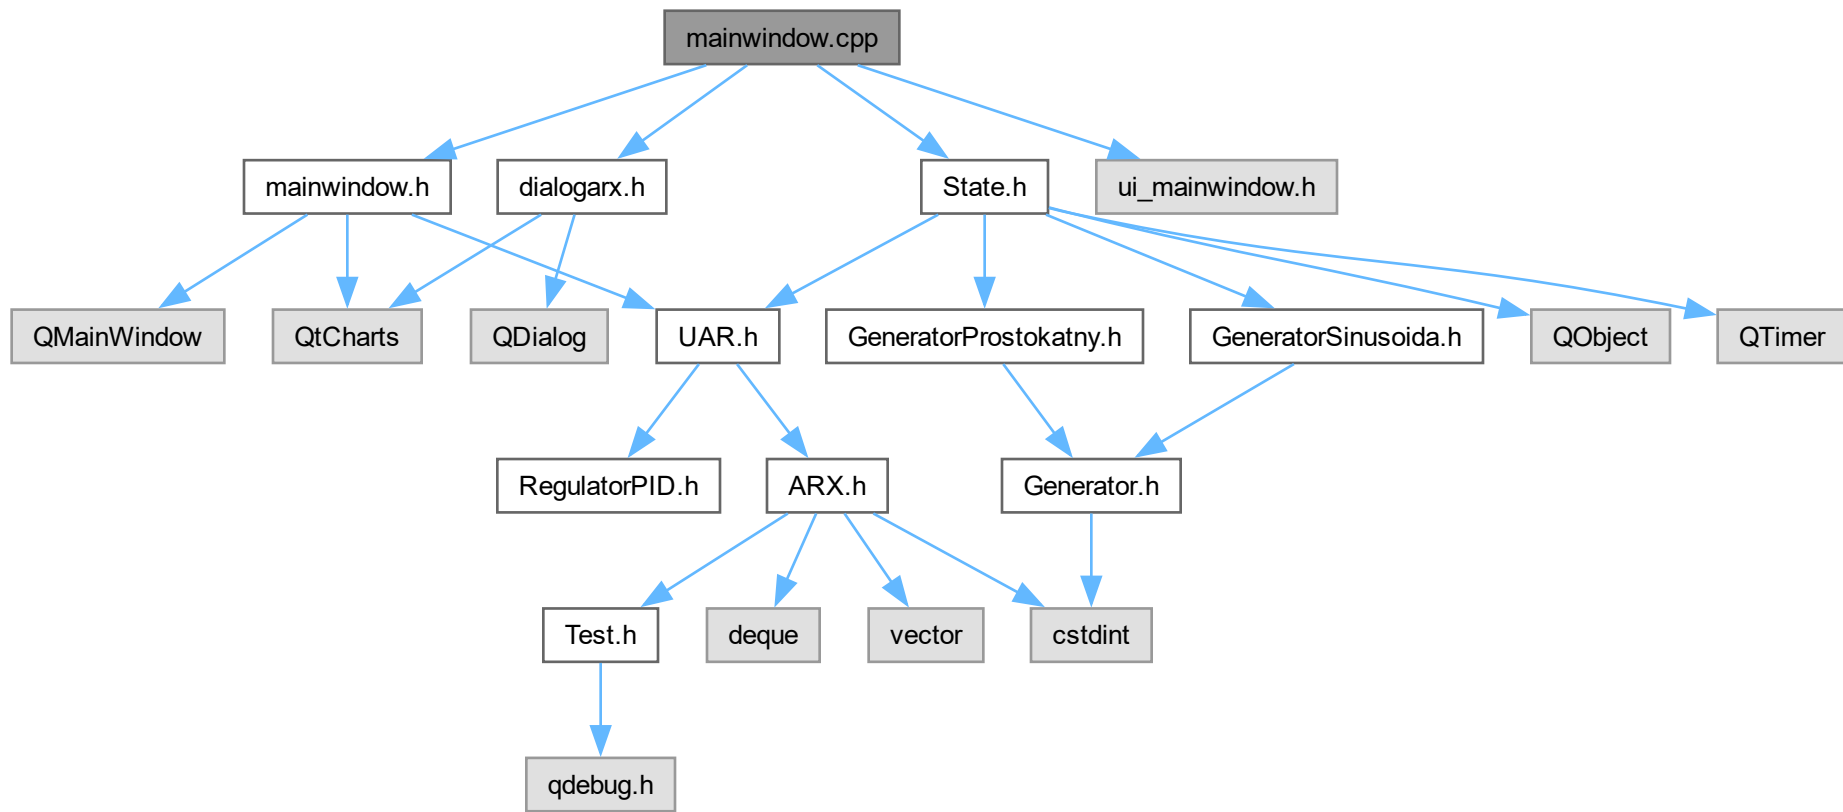 mainwindow.cpp
mainwindow.h
dialogarx.h
State.h
ui_mainwindow.h
QMainWindow
QtCharts
QDialog
UAR.h
GeneratorProstokatny.h
GeneratorSinusoida.h
QObject
QTimer
RegulatorPID.h
ARX.h
Generator.h
Test.h
deque
vector
cstdint
qdebug.h